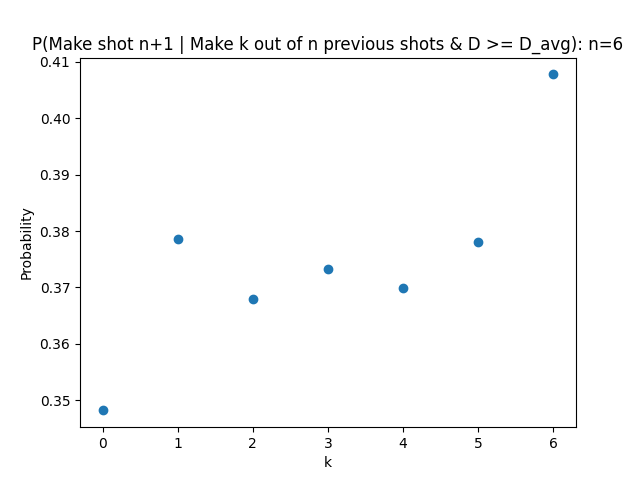 P(Make shot n+1 | Make k out of n previous shots & D >= D_avg): n=6
0.41
0.40
0.39
0.38
0.37
0.36
0.35
Probability
0 1 2 3 4 5 6
k